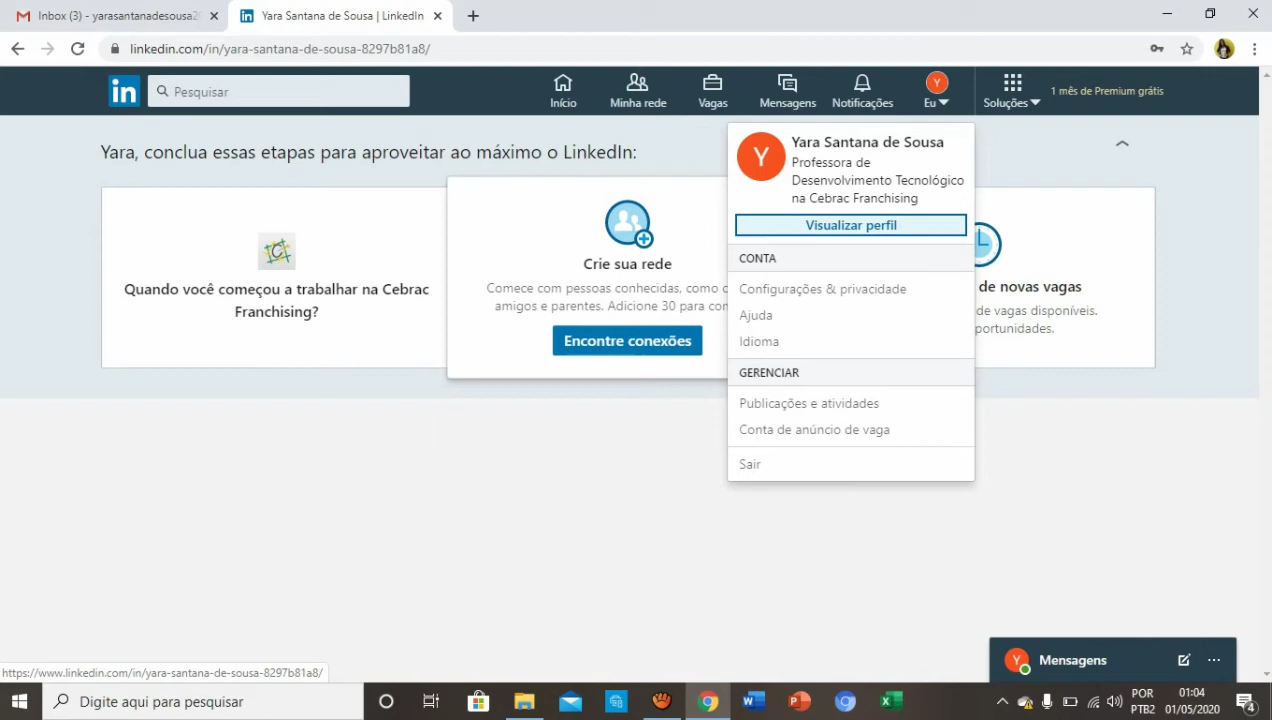 Inbox (3) - yarasantanadesousa2
Yara Santana de Sousa | LinkedIn
linkedin.com/in/yara-santana-de-sousa-8297b81a8/
in
Pesquisar
Início
Minha rede
Vagas
Mensagens
Notificações
Y
Eu
Soluções
1 mês de Premium grátis
Yara, conclua essas etapas para aproveitar ao máximo o LinkedIn:
C
Quando você começou a trabalhar na Cebrac
Franchising?
Crie sua rede
Comece com pessoas conhecidas, como
amigos e parentes. Adicione 30 para
Encontre conexões
de novas vagas
de vagas disponíveis.
Y
Yara Santana de Sousa
Professora de
Desenvolvimento Tecnológico
na Cebrac Franchising
Visualizar perfil
CONTA
Configurações & privacidade
Ajuda
Idioma
GERENCIAR
Publicações e atividades
Conta de anúncio de vaga
Sair
Y
Mensagens
https://www.linkedin.com/in/yara-santana-de-sousa-8297b81a8/
Digite aqui para pesquisar
POR
PTB2
01:04
01/05/2020
4